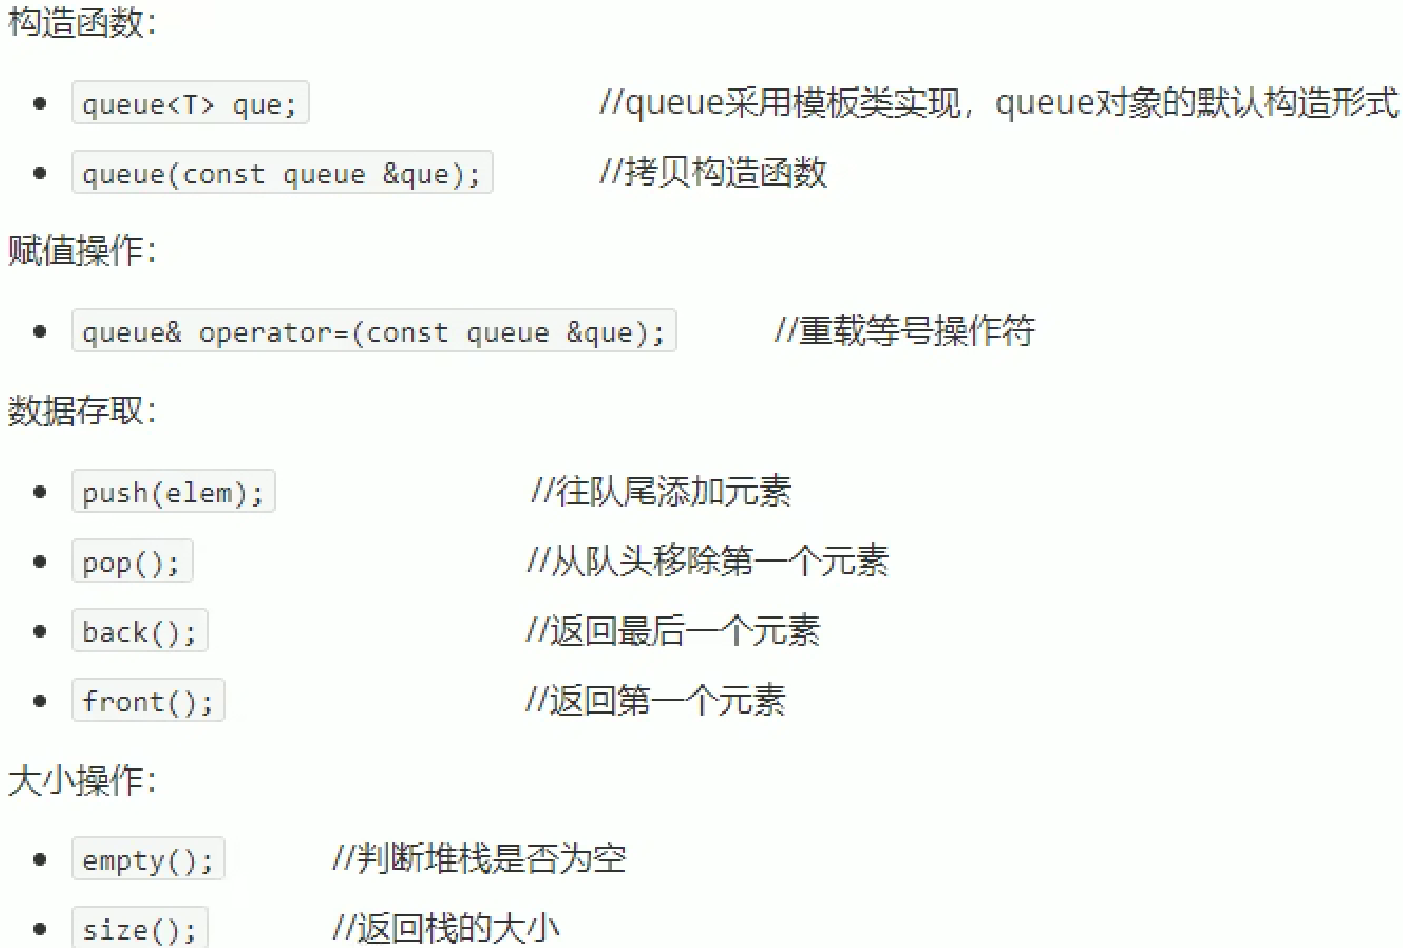 构造函数：
queue<T> que; //queue采用模板类实现，queue对象的默认构造形式
queue(const queue &que); //拷贝构造函数
赋值操作：
queue& operator=(const queue &que); //重载等号操作符
数据存取：
push(elem); //往队尾添加元素
pop(); //从队头移除第一个元素
back(); //返回最后一个元素
front(); //返回第一个元素
大小操作：
empty(); //判断堆栈是否为空
size(); //返回栈的大小